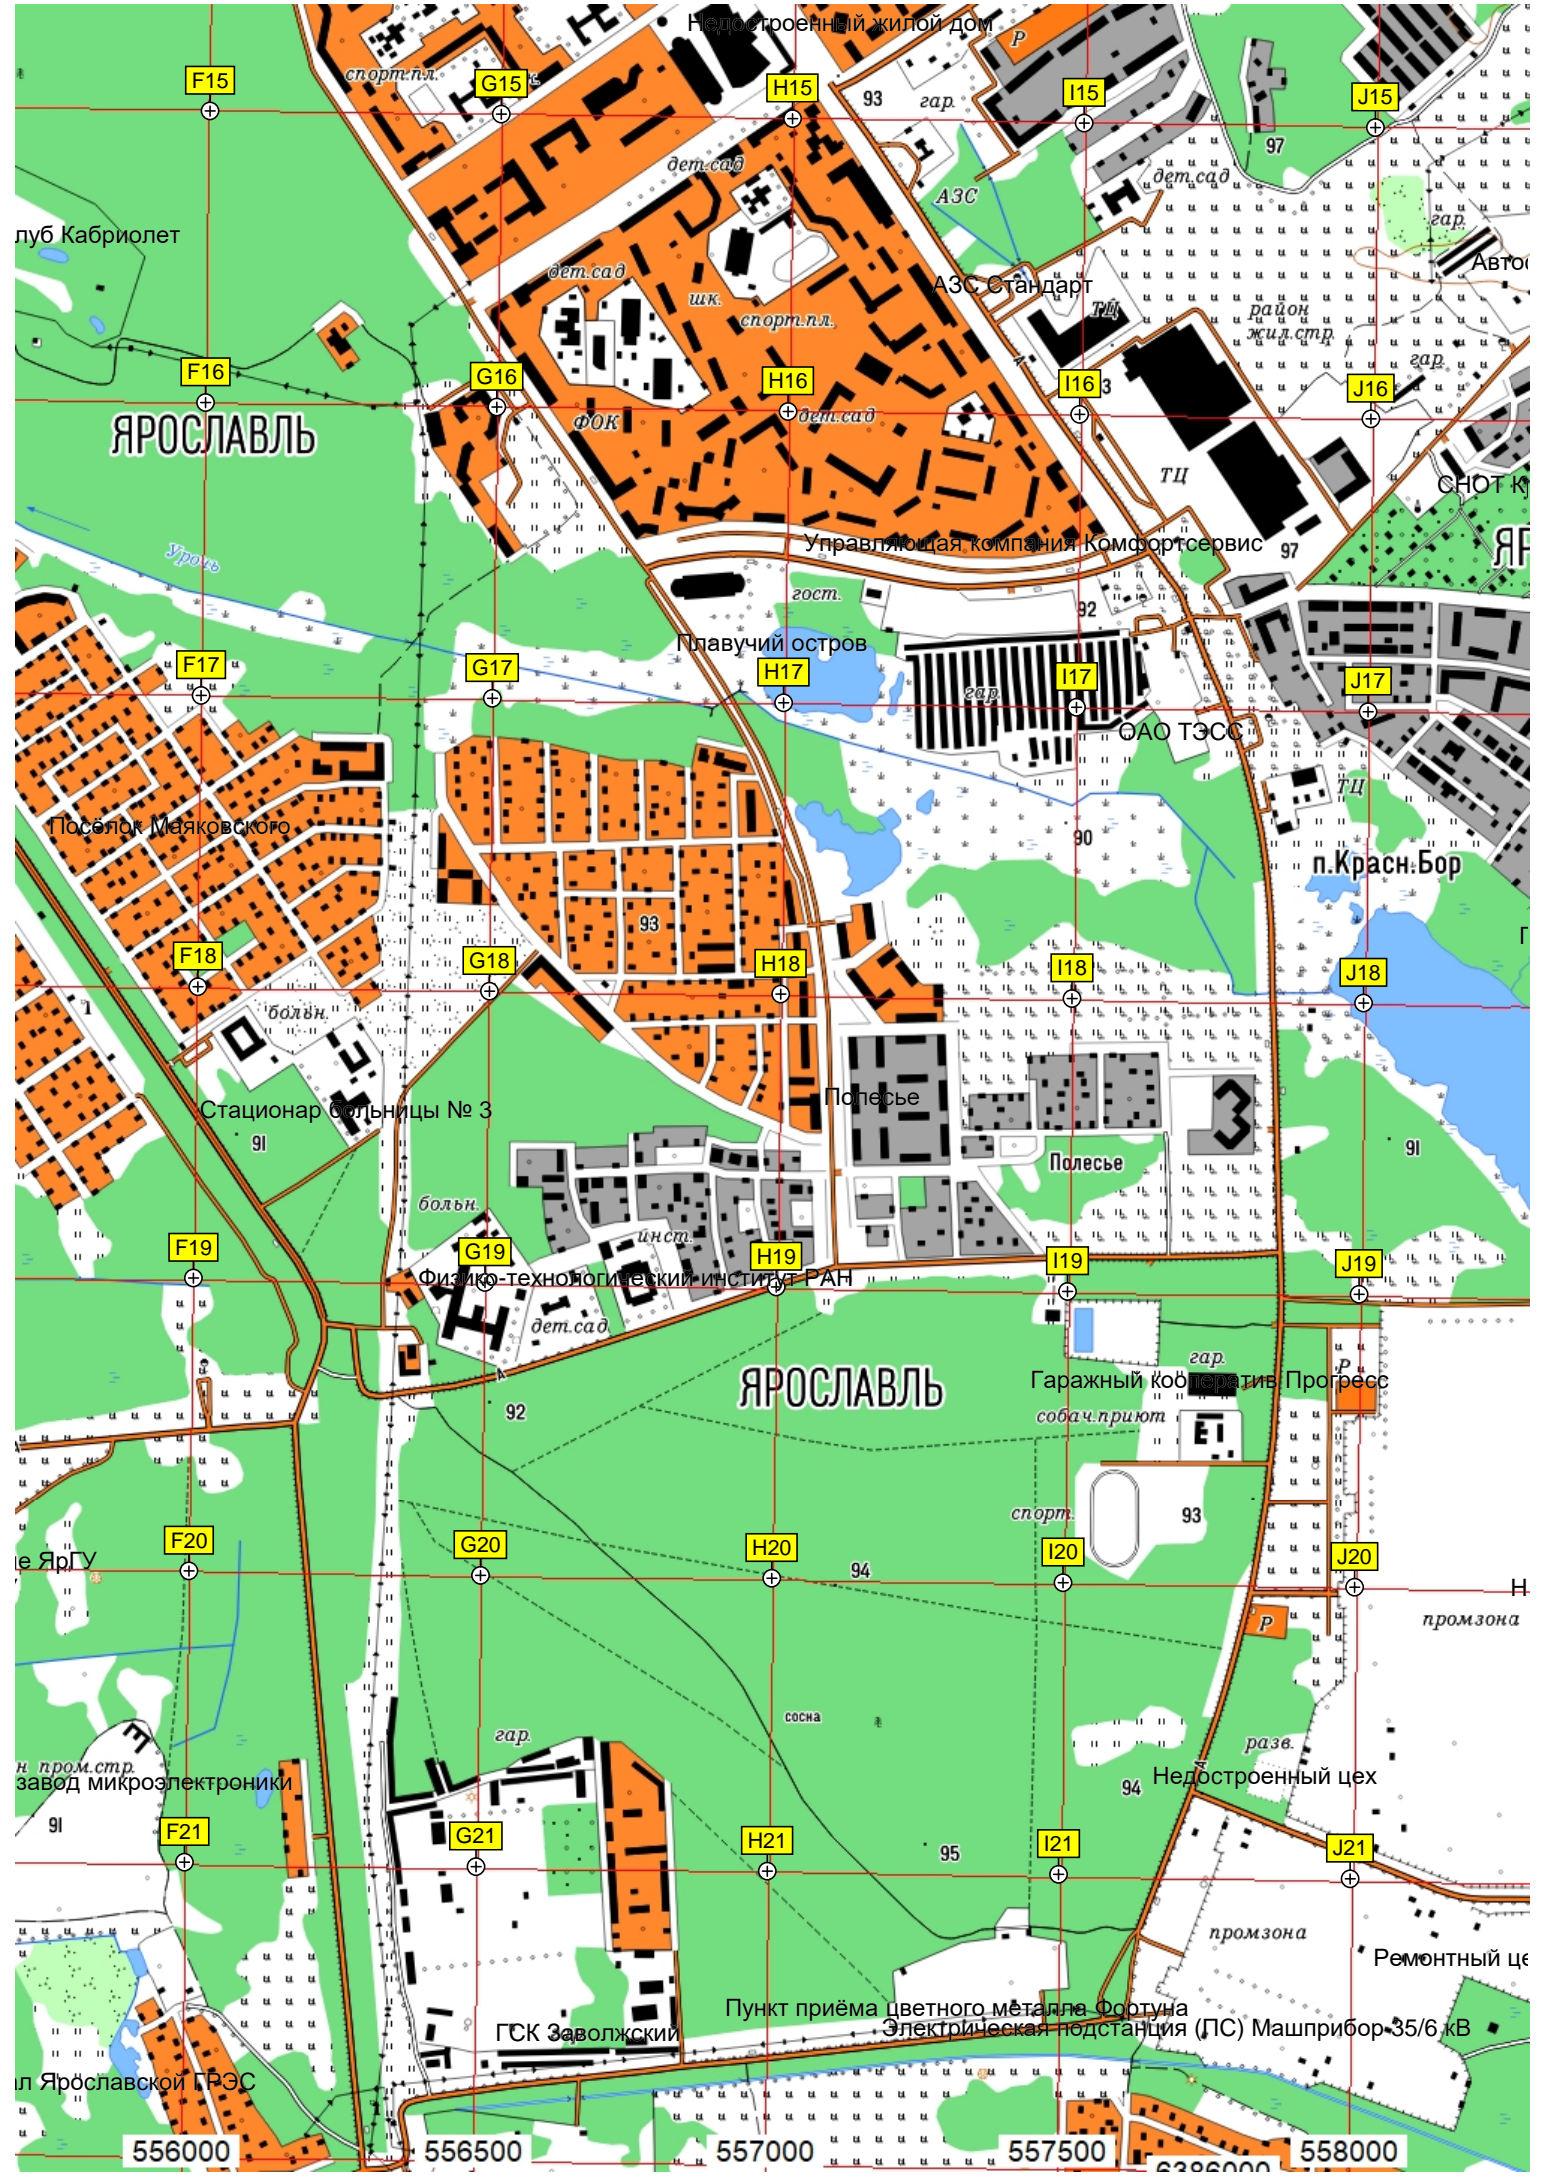 Недостроенный жилой дом
Р
спорт.пл.
F15
G15
H15
I15
J15
93
гар.
97
дет.сад
дет.сад
АЗС
гар.
луб Кабриолет
дет.сад
шк.
спорт.пл.
АЗС Стандарт
ТЦ
район
жил.стр.
гар.
F16
G16
H16
I16
J16
ЯРОСЛАВЛЬ
ФОК
дет.сад
ТЦ
Урочь
Управляющая компания Комфортсервис
97
гост.
92
Плавучий остров
F17
G17
H17
гар.
I17
J17
ОАО ТЭСС
ТЦ
Посёлок Маяковского
90
п.Красн.Бор
93
F18
G18
H18
I18
J18
больн.
Стационар больницы № 3
Полесье
91
Полесье
91
больн.
инст.
F19
G19
H19
I19
J19
Физико-технологический институт РАН
дет.сад
гар.
Р
ЯРОСЛАВЛЬ
Гаражный кооператив Прогресс
92
собач.приют
спорт.
93
F20
G20
H20
94
I20
J20
е ЯрГУ
Р
промзона
сосна
гар.
разв.
н пром.стр.
завод микроэлектроники
94
Недостроенный цех
91
F21
G21
H21
95
I21
J21
промзона
Ремонтный це
Пункт приёма цветного металла Фортуна
ГСК Заволжский
Электрическая подстанция (ПС) Машприбор-35/6 кВ
ал Ярославской ГРЭС
556000
556500
557000
557500
558000
6386000